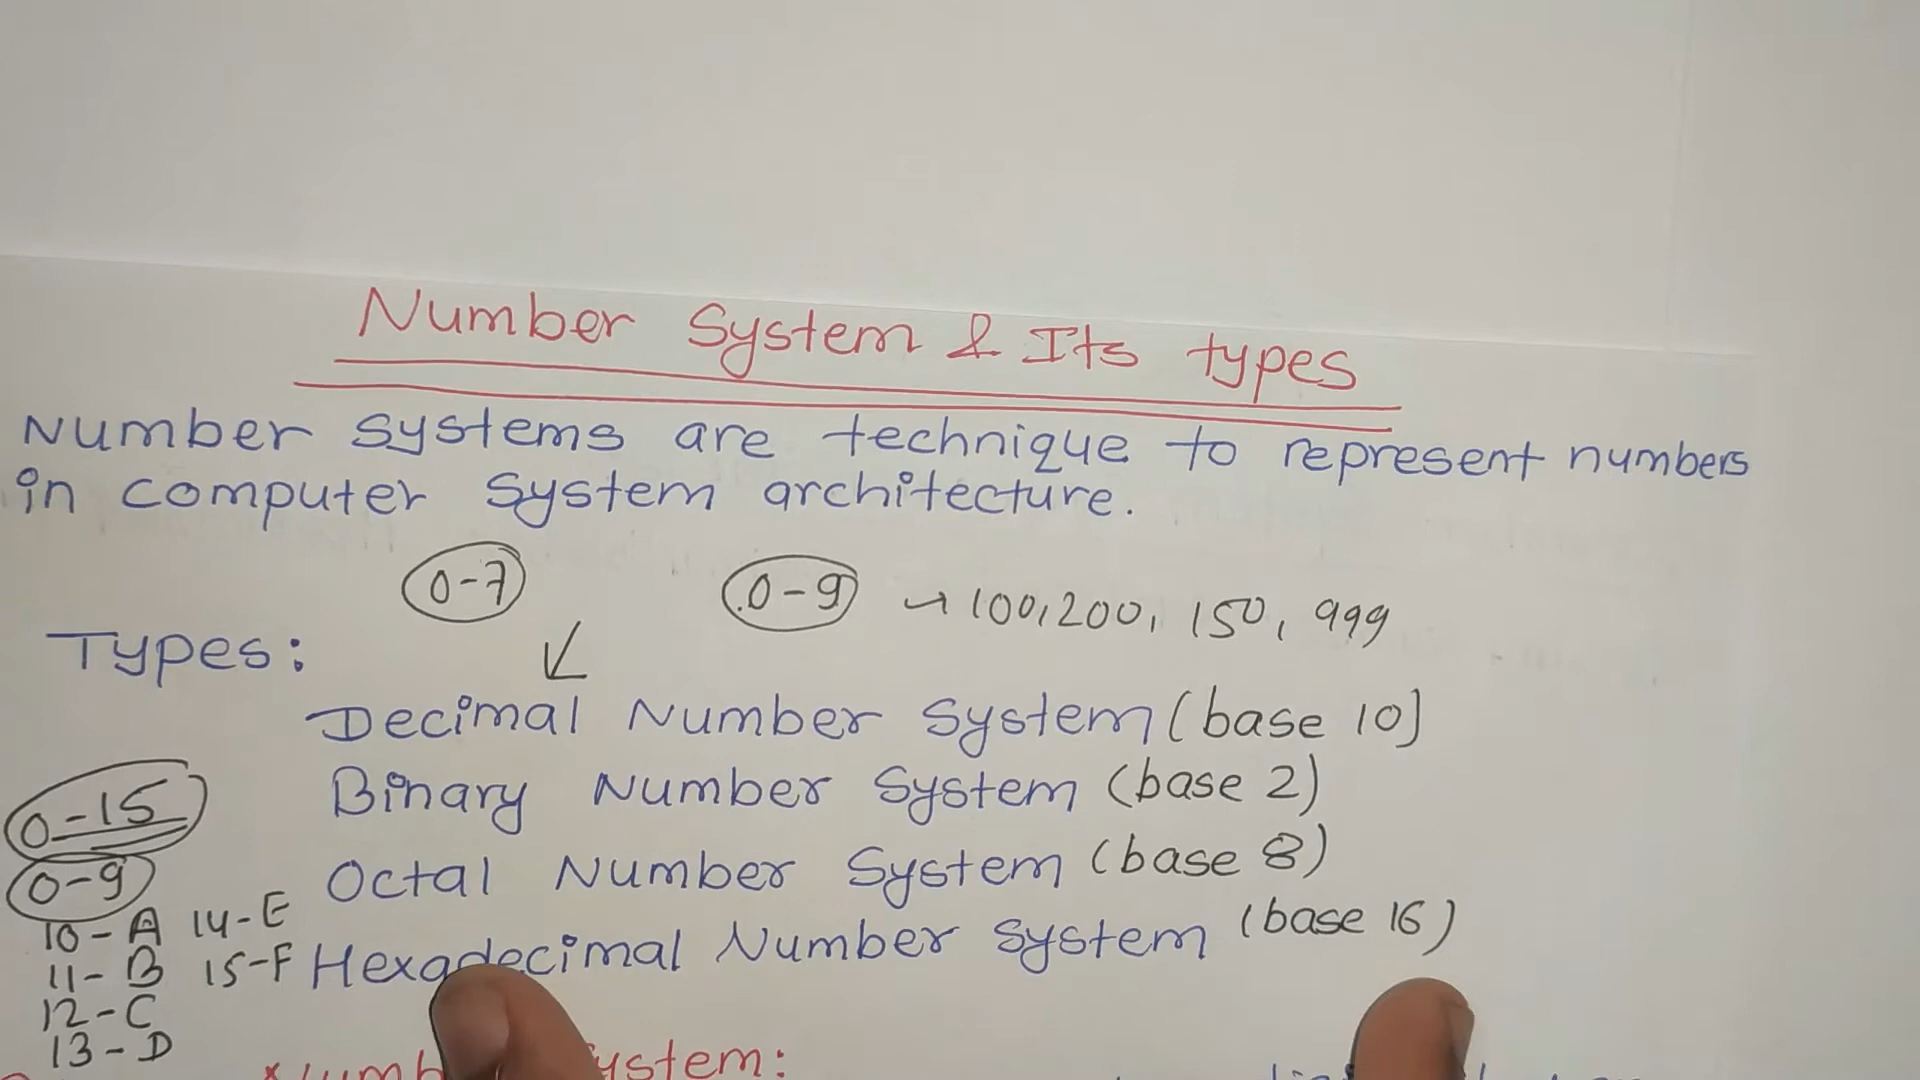 Number System & Its types
Number systems are technique to represent numbers
in computer system architecture.
0-7 0-9 → 100,200, 150, 999
Types:
Decimal Number System (base 10)
Binary Number System (base 2)
Octal Number System (base 8)
Hexadecimal Number System (base 16)
0-15
0-9
10-A 14-E
11-B 15-F
12-C
13-D